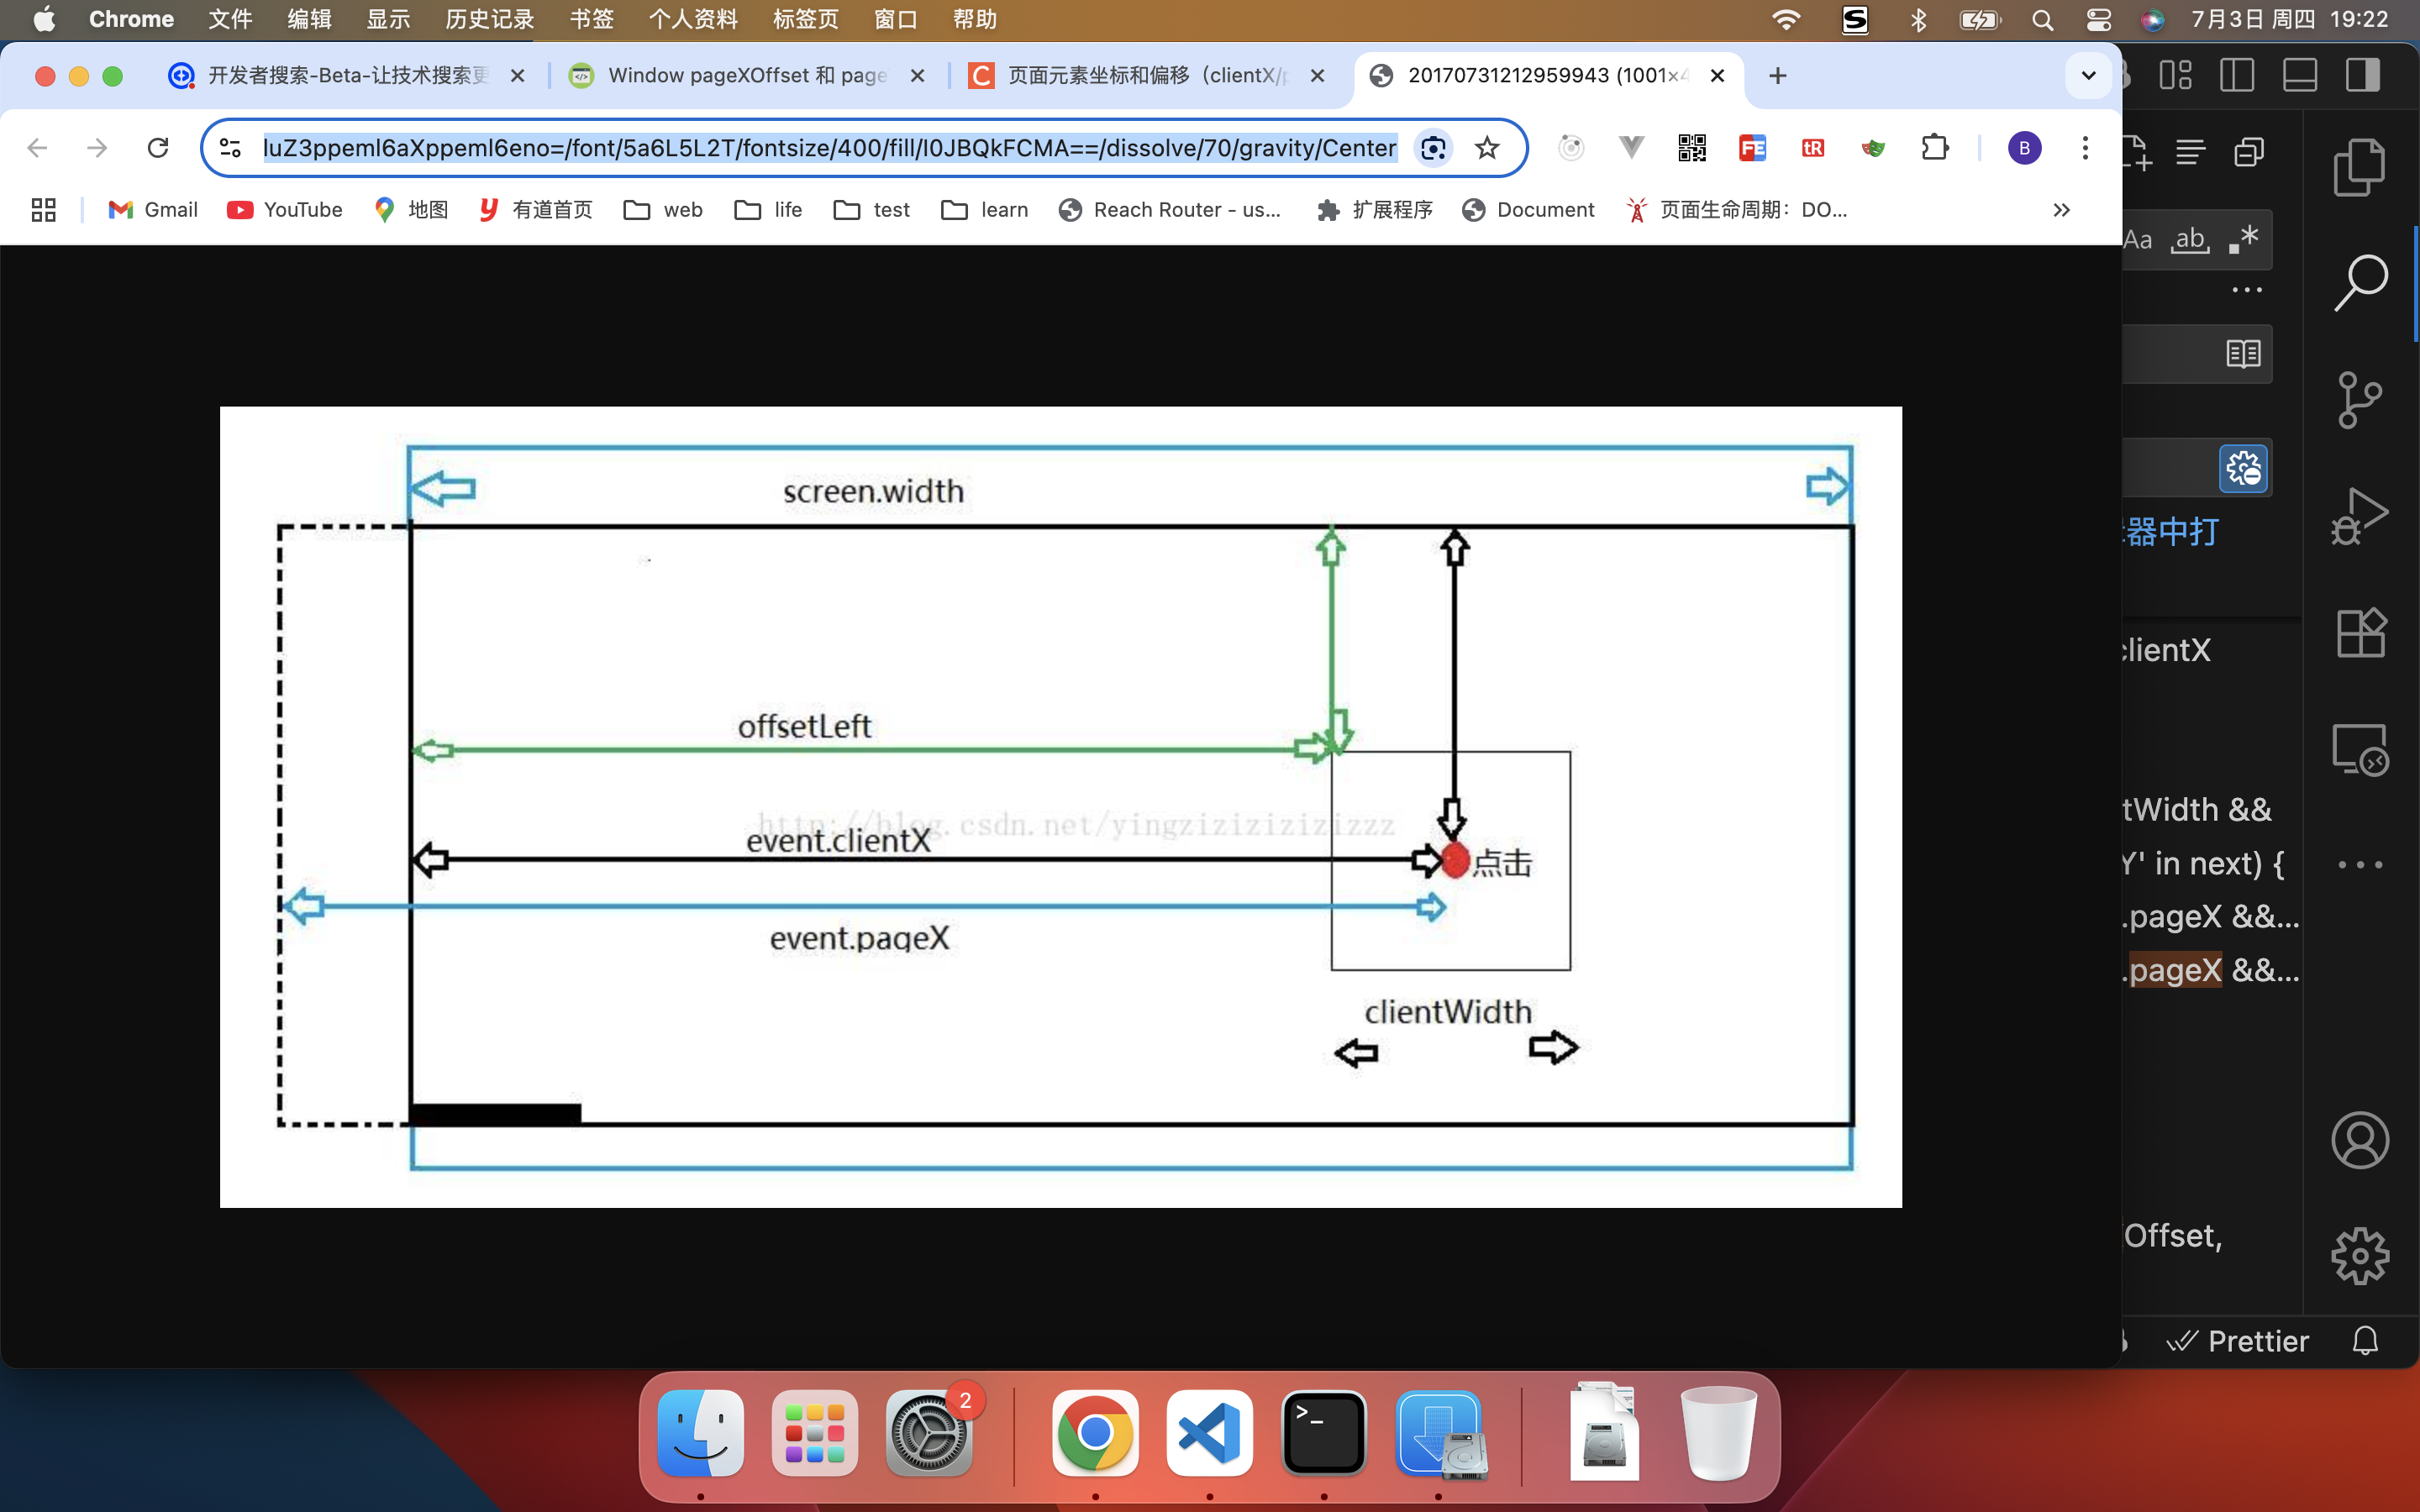 Chrome 文件 编辑 显示 历史记录 书签 个人资料 标签页 窗口 帮助 7月3日 周四 19:22
开发者搜索-Beta-让技术搜索更 Window pageXOffset 和 page 页面元素坐标和偏移（clientX/p 20170731212959943 (1001×4
luZ3ppeml6aXppeml6eno=/font/5a6L5L2T/fontsize/400/fill/I0JBQkFCMA==/dissolve/70/gravity/Center FE tR B
Gmail YouTube 地图 有道首页 web life test learn Reach Router - us... 扩展程序 Document 页面生命周期：DO...
Aa ab
screen.width
器中打
clientX
offsetLeft
tWidth &&
http://blog.csdn.net/yingzizizizizizzz
event.clientX
点击
Y' in next) {
.pageX &&...
event.pageX
.pageX &&...
clientWidth
Offset,
Prettier
2